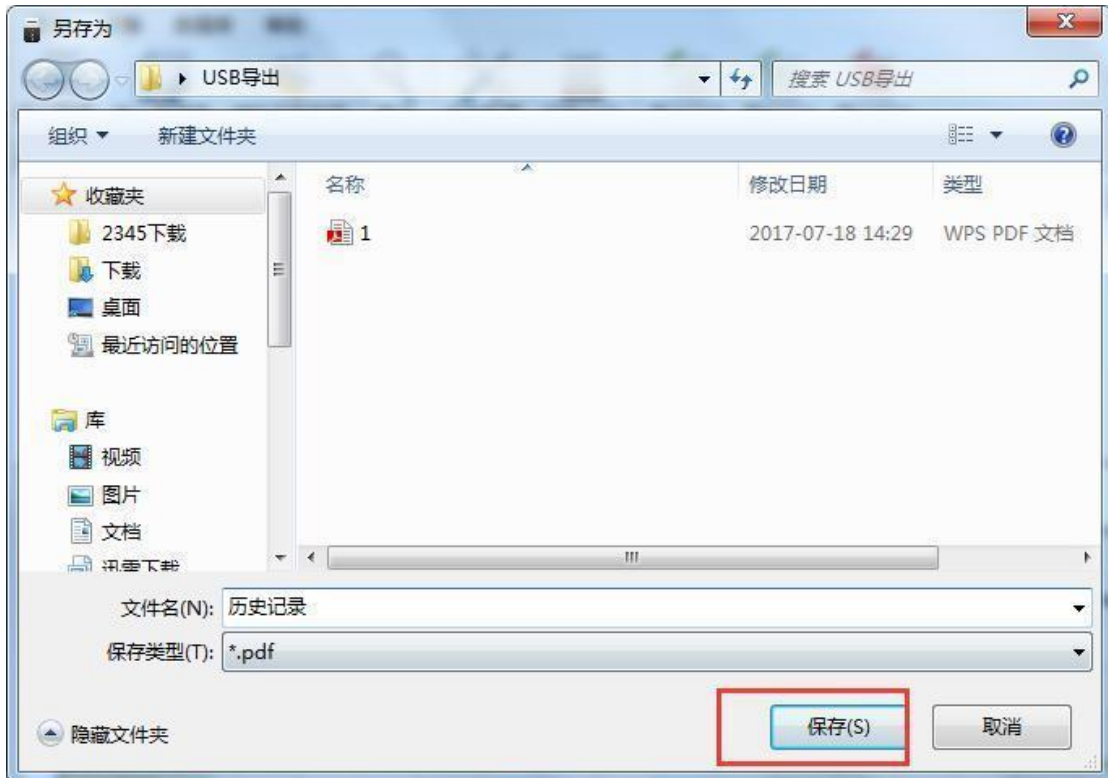 另存为
USB导出
搜索 USB导出
组织
新建文件夹
收藏夹
2345下载
下载
桌面
最近访问的位置
库
视频
图片
文档
迅雷下载
名称 修改日期 类型
1 2017-07-18 14:29 WPS PDF 文档
文件名(N): 历史记录
保存类型(T): *.pdf
隐藏文件夹
保存(S)
取消